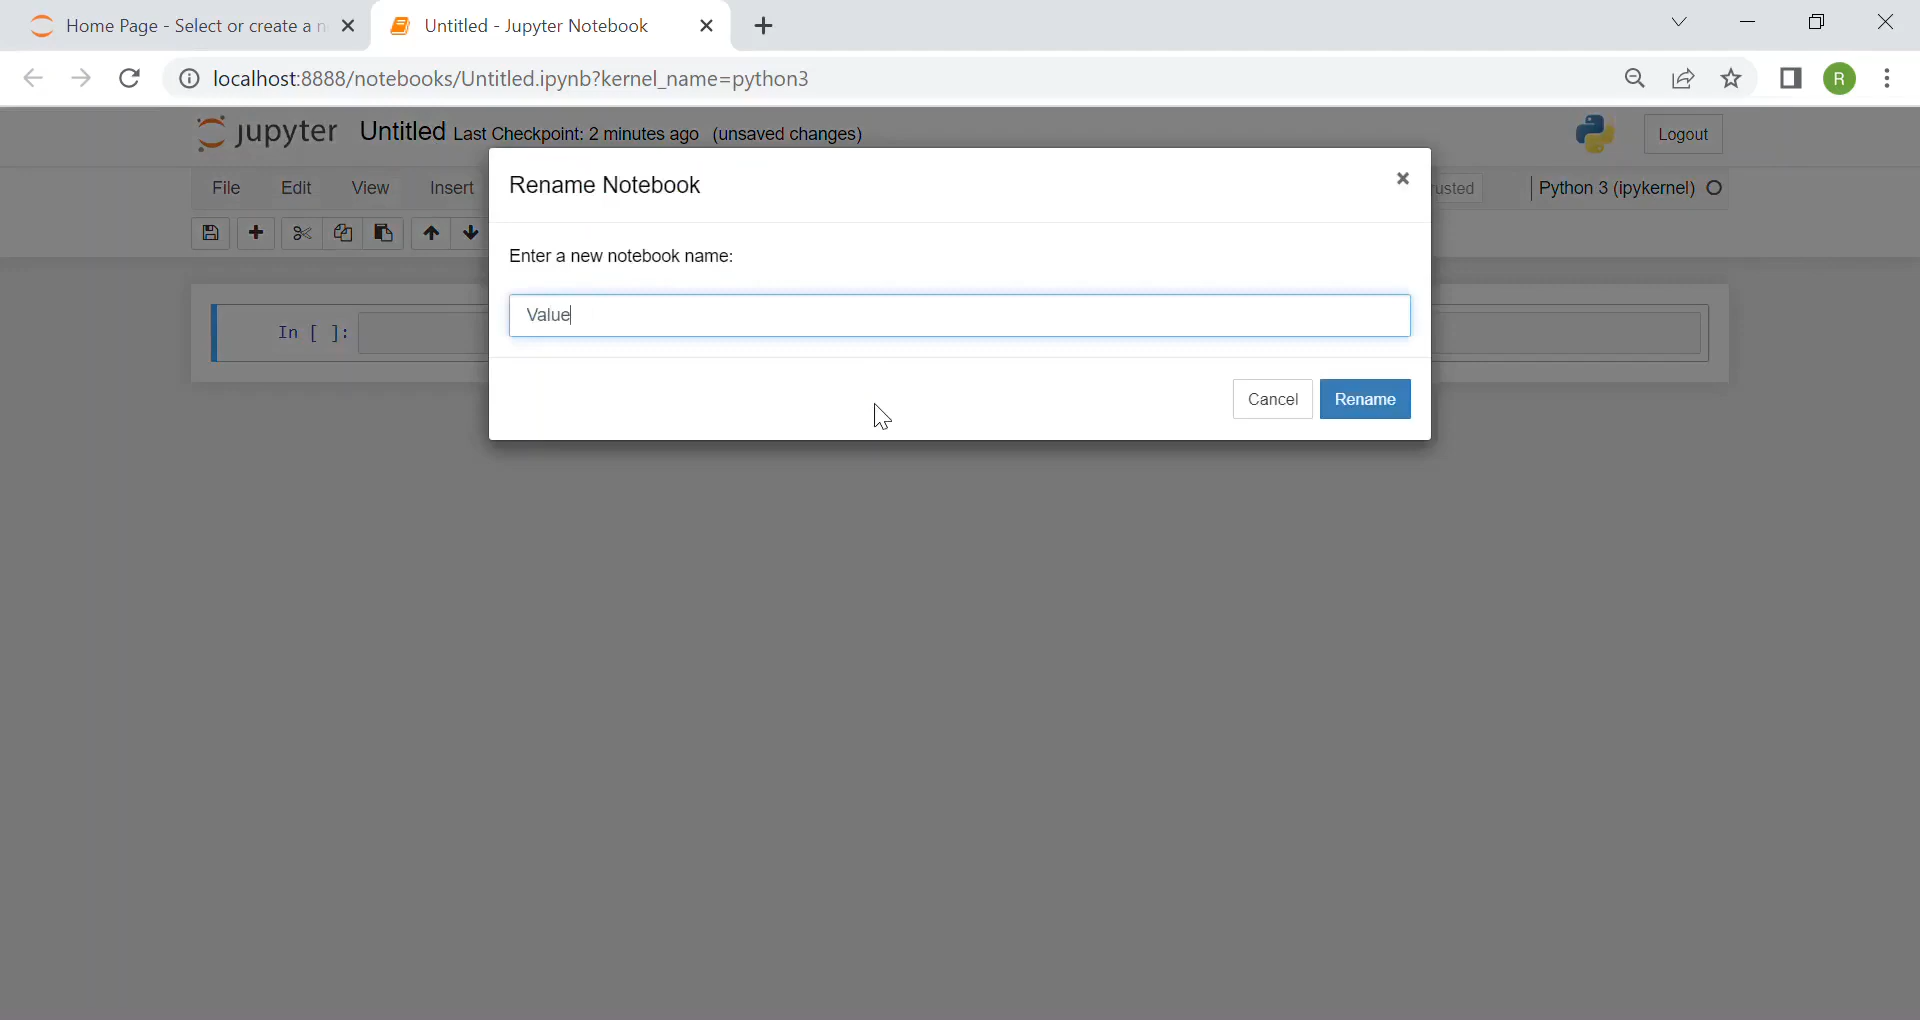 Home Page - Select or create a n
Untitled - Jupyter Notebook
localhost:8888/notebooks/Untitled.ipynb?kernel_name=python3
R
jupyter Untitled Last Checkpoint: 2 minutes ago (unsaved changes)
Logout
File Edit View Insert
rusted
Python 3 (ipykernel)
Rename Notebook
Enter a new notebook name:
Value
In [ ]:
Cancel Rename